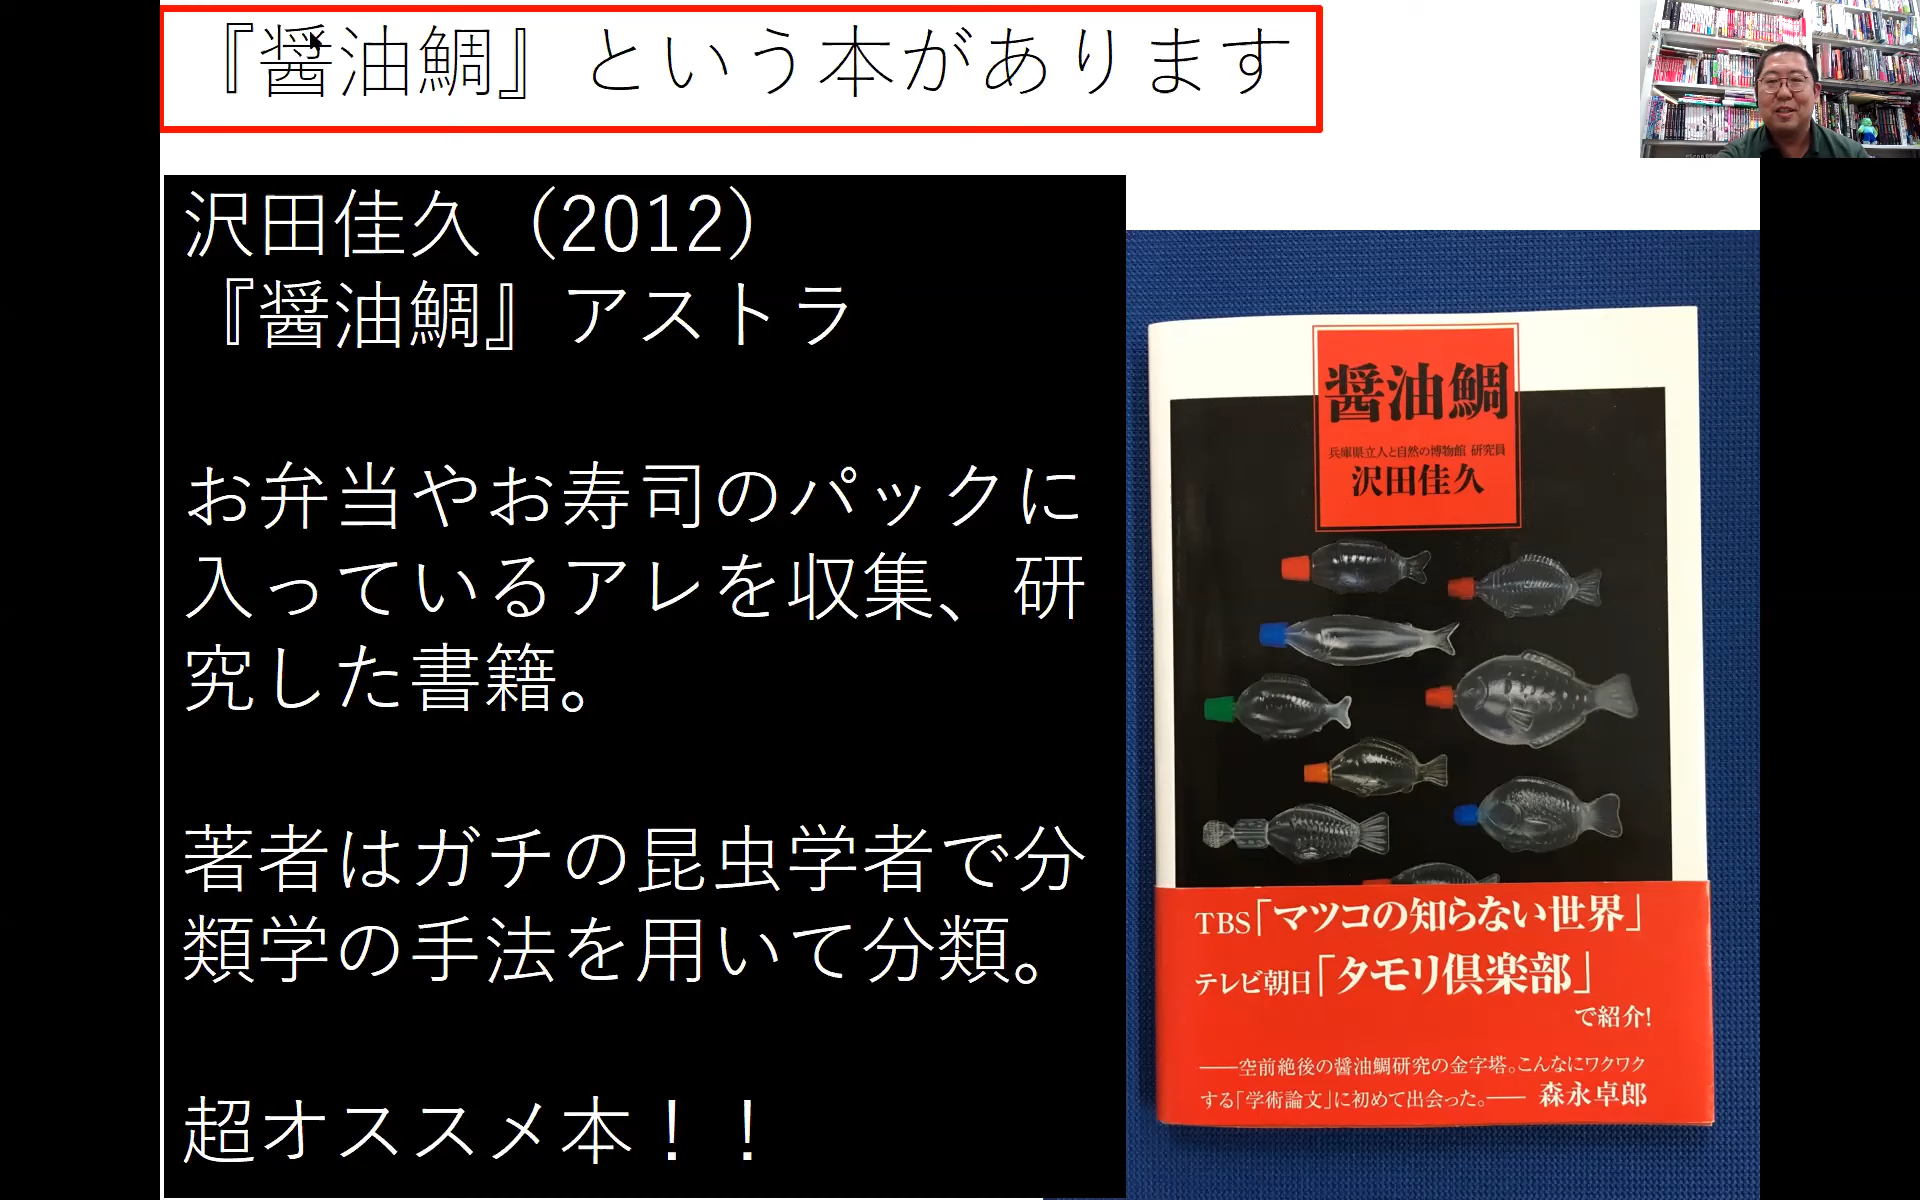 『醤油鯛』という本があります
沢田佳久（2012）
『醤油鯛』アストラ
お弁当やお寿司のパックに
入っているアレを収集、研
究した書籍。
著者はガチの昆虫学者で分
類学の手法を用いて分類。
超オススメ本！！
醤油鯛
兵庫県立人と自然の博物館 研究員
沢田佳久
TBS「マツコの知らない世界」
テレビ朝日「タモリ倶楽部」
で紹介!
――空前絶後の醤油鯛研究の金字塔。こんなにワクワク
する「学術論文」に初めて出会った。―― 森永卓郎